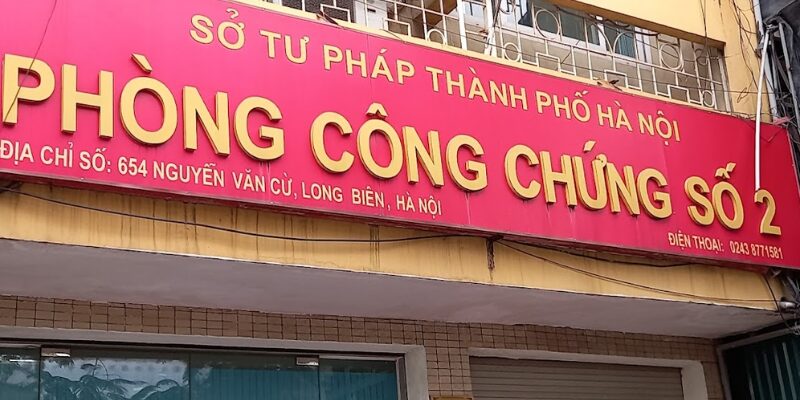 SỞ TƯ PHÁP THÀNH PHỐ HÀ NỘI
PHÒNG CÔNG CHỨNG SỐ 2
ĐỊA CHỈ SỐ: 654 NGUYỄN VĂN CỪ, LONG BIÊN, HÀ NỘI
ĐIỆN THOẠI: 0243 8771581